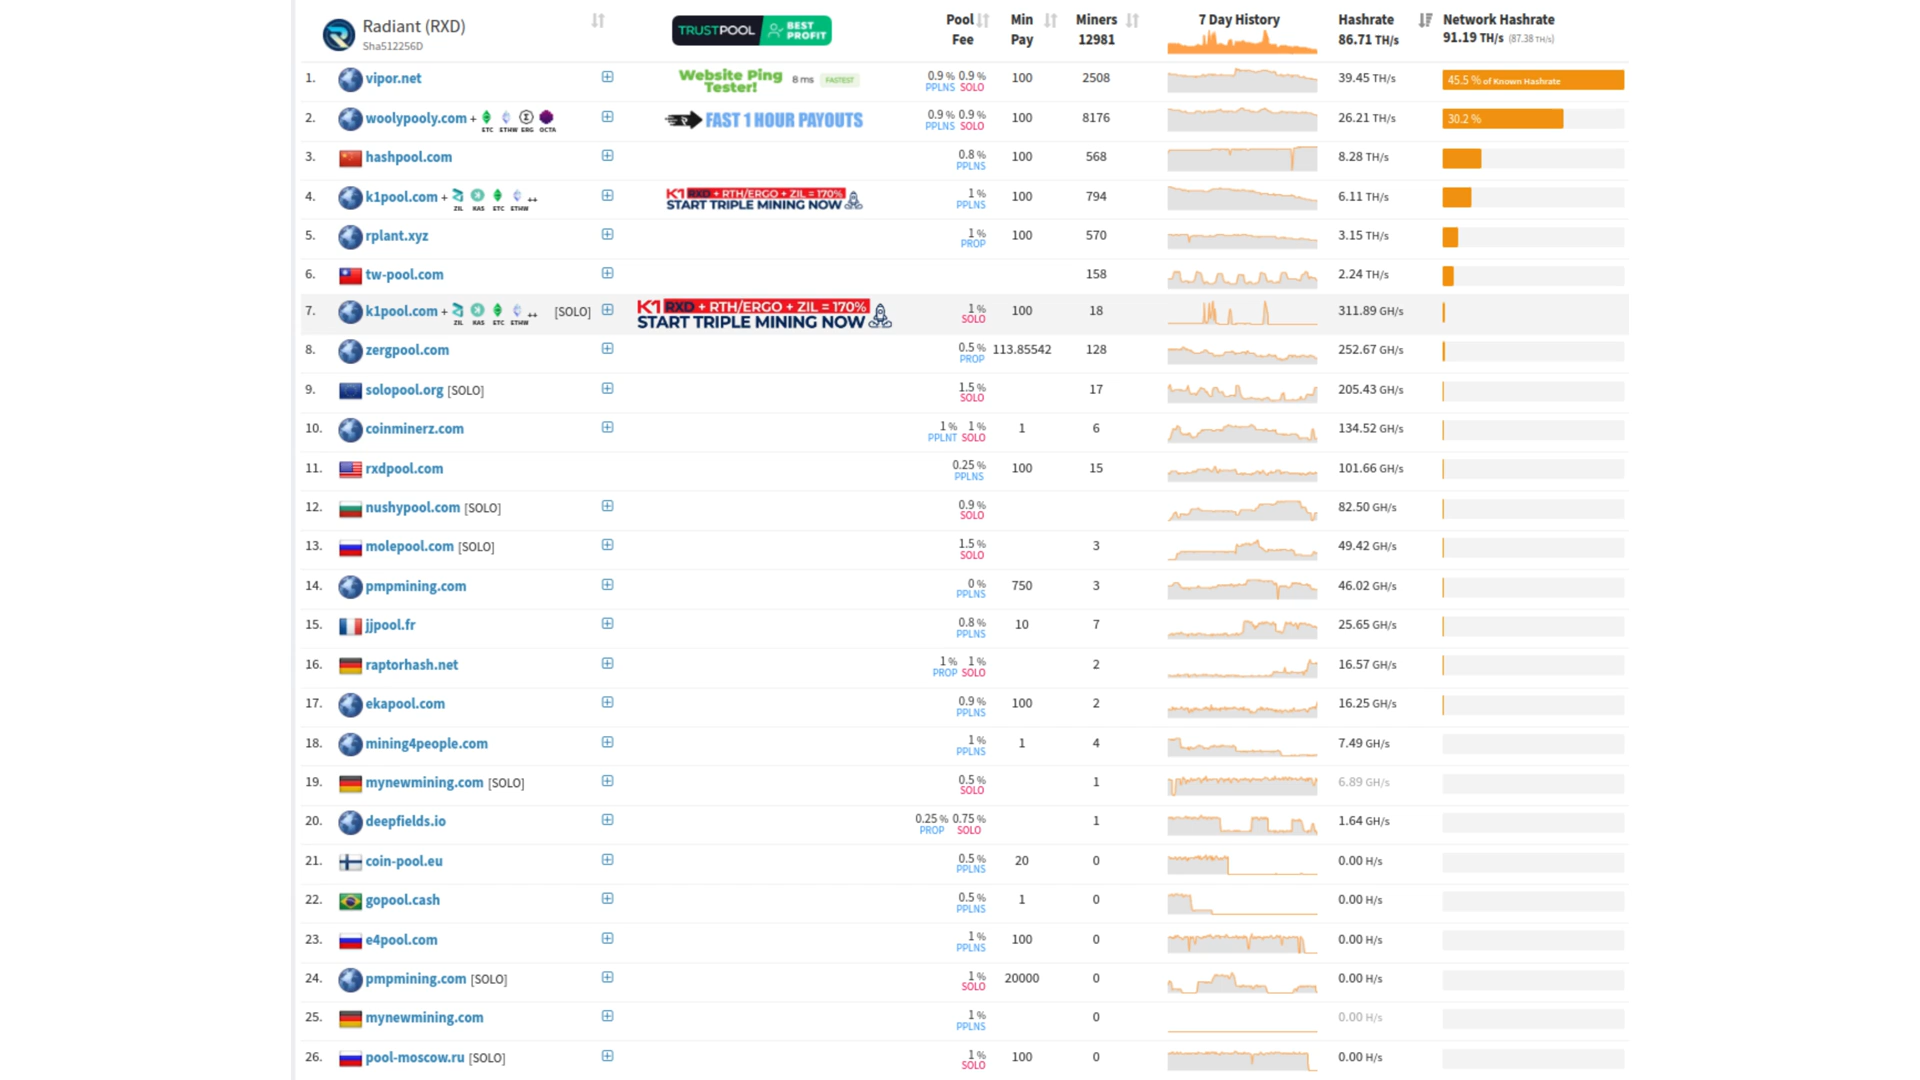 Radiant (RXD)
Sha512256D
TRUSTPOOL BEST PROFIT
Pool Fee
Min Pay
Miners 12981
7 Day History
Hashrate 86.71 TH/s
Network Hashrate 91.19 TH/s (87.38 TH/s)
1. vipor.net Website Ping Tester! 8 ms FASTEST 0.9 % 0.9 % PPLNS SOLO 100 2508 39.45 TH/s 45.5 % of Known Hashrate
2. woolypooly.com + ETC ETHW ERG OCTA FAST 1 HOUR PAYOUTS 0.9 % 0.9 % PPLNS SOLO 100 8176 26.21 TH/s 30.2 %
3. hashpool.com 0.8 % PPLNS 100 568 8.28 TH/s
4. k1pool.com + ZIL KAS ETC ETHW ++ K1 RXD + RTH/ERGO + ZIL = 170% START TRIPLE MINING NOW 1 % PPLNS 100 794 6.11 TH/s
5. rplant.xyz 1 % PROP 100 570 3.15 TH/s
6. tw-pool.com 158 2.24 TH/s
7. k1pool.com + ZIL KAS ETC ETHW ++ [SOLO] K1 RXD + RTH/ERGO + ZIL = 170% START TRIPLE MINING NOW 1 % SOLO 100 18 311.89 GH/s
8. zergpool.com 0.5 % PROP 113.85542 128 252.67 GH/s
9. solopool.org [SOLO] 1.5 % SOLO 17 205.43 GH/s
10. coinminerz.com 1 % 1 % PPLNT SOLO 1 6 134.52 GH/s
11. rxdpool.com 0.25 % PPLNS 100 15 101.66 GH/s
12. nushypool.com [SOLO] 0.9 % SOLO 82.50 GH/s
13. molepool.com [SOLO] 1.5 % SOLO 3 49.42 GH/s
14. pmpmining.com 0 % PPLNS 750 3 46.02 GH/s
15. jjpool.fr 0.8 % PPLNS 10 7 25.65 GH/s
16. raptorhash.net 1 % 1 % PROP SOLO 2 16.57 GH/s
17. ekapool.com 0.9 % PPLNS 100 2 16.25 GH/s
18. mining4people.com 1 % PPLNS 1 4 7.49 GH/s
19. mynewmining.com [SOLO] 0.5 % SOLO 1 6.89 GH/s
20. deepfields.io 0.25 % 0.75 % PROP SOLO 1 1.64 GH/s
21. coin-pool.eu 0.5 % PPLNS 20 0 0.00 H/s
22. gopool.cash 0.5 % PPLNS 1 0 0.00 H/s
23. e4pool.com 1 % PPLNS 100 0 0.00 H/s
24. pmpmining.com [SOLO] 1 % SOLO 20000 0 0.00 H/s
25. mynewmining.com 1 % PPLNS 0 0.00 H/s
26. pool-moscow.ru [SOLO] 1 % SOLO 100 0 0.00 H/s